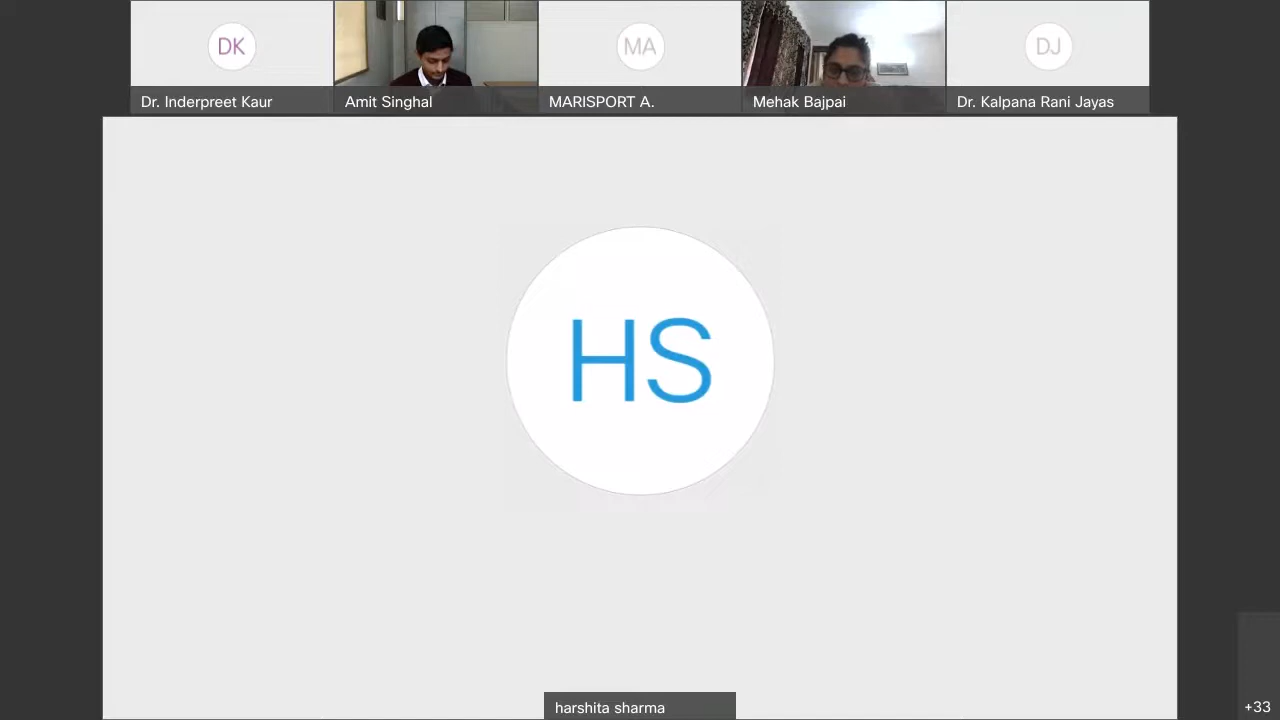 DK
MA
DJ
Dr. Inderpreet Kaur
Amit Singhal
MARISPORT A.
Mehak Bajpai
Dr. Kalpana Rani Jayas
HS
harshita sharma
+33